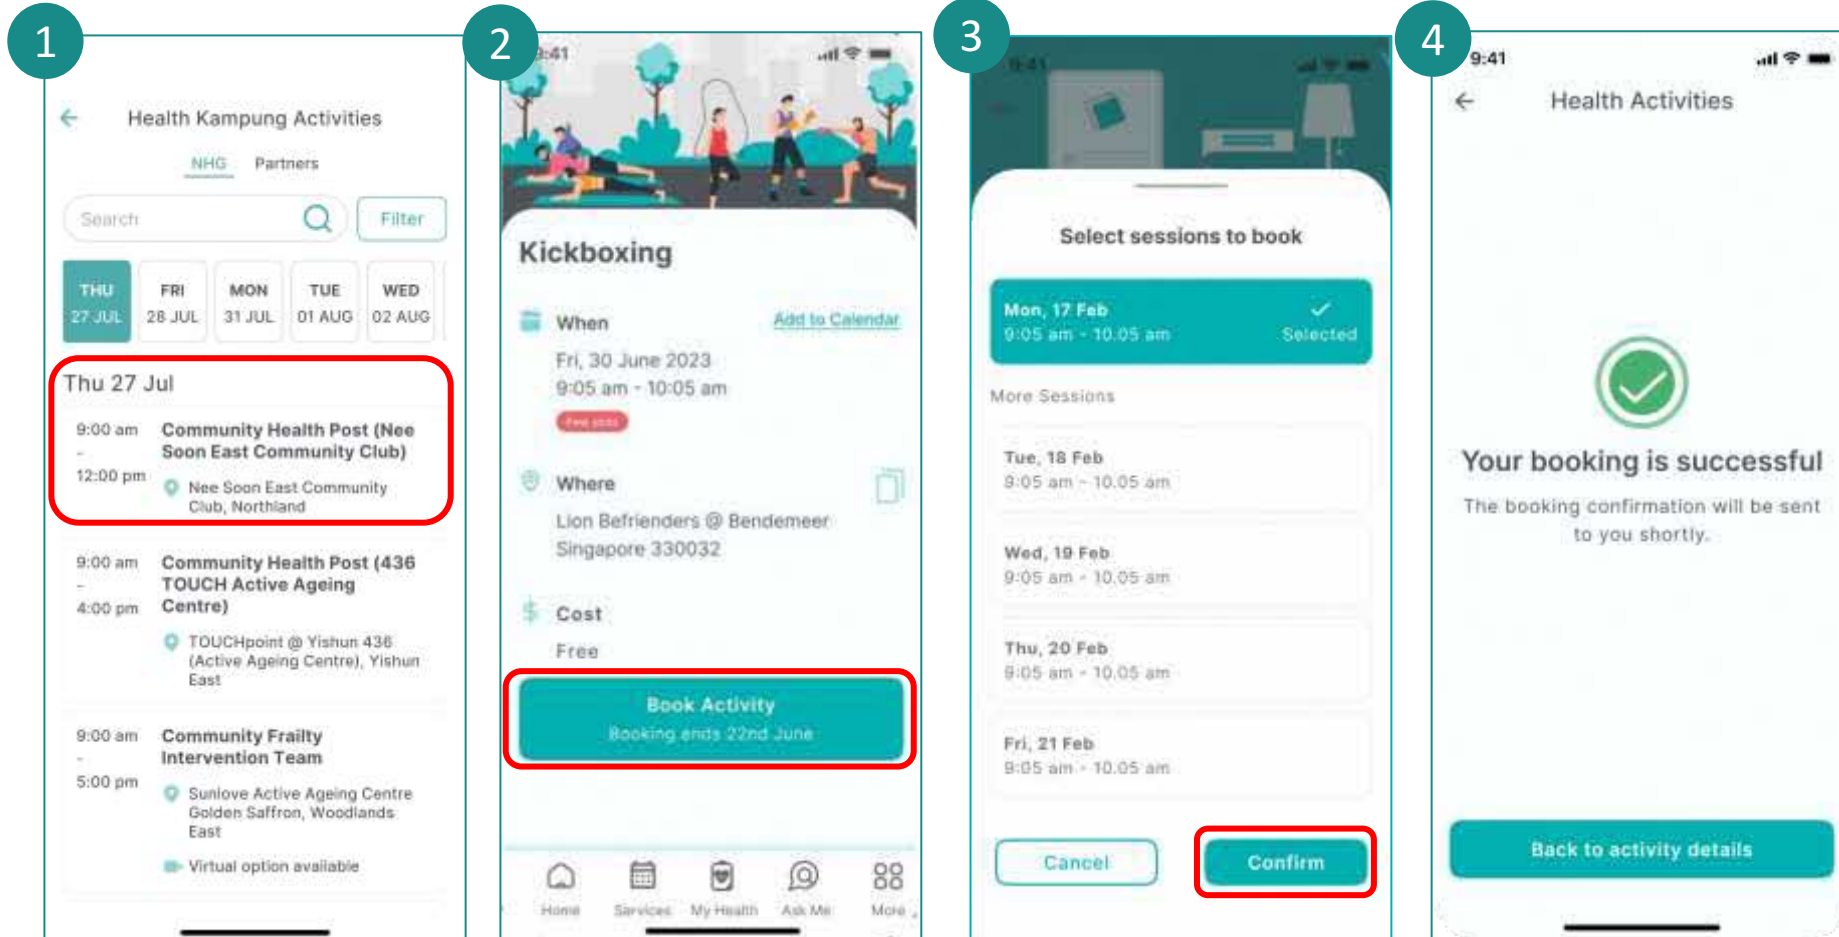 1
Health Kampung Activities
NHG Partners
Search
Filter
THU FRI MON TUE WED
27 JUL 28 JUL 31 JUL 01 AUG 02 AUG
Thu 27 Jul
9:00 am
-
12:00 pm
Community Health Post (Nee
Soon East Community Club)
Nee Soon East Community
Club, Northland
9:00 am
-
4:00 pm
Community Health Post (436
TOUCH Active Ageing
Centre)
TOUCHpoint @ Yishun 436
(Active Ageing Centre), Yishun
East
9:00 am
-
5:00 pm
Community Frailty
Intervention Team
Sunlove Active Ageing Centre
Golden Saffron, Woodlands
East
Virtual option available
2
9:41
Kickboxing
When
Add to Calendar
Fri, 30 June 2023
9:05 am - 10:05 am
Few slots
Where
Lion Befrienders @ Bendemeer
Singapore 330032
Cost
Free
Book Activity
Booking ends 22nd June
Home Services My Health Ask Me More
3
9:41
Select sessions to book
Mon, 17 Feb
9:05 am - 10.05 am
Selected
More Sessions
Tue, 18 Feb
9:05 am - 10.05 am
Wed, 19 Feb
9:05 am - 10.05 am
Thu, 20 Feb
9:05 am - 10.05 am
Fri, 21 Feb
9:05 am - 10.05 am
Cancel
Confirm
4
9:41
Health Activities
Your booking is successful
The booking confirmation will be sent
to you shortly.
Back to activity details